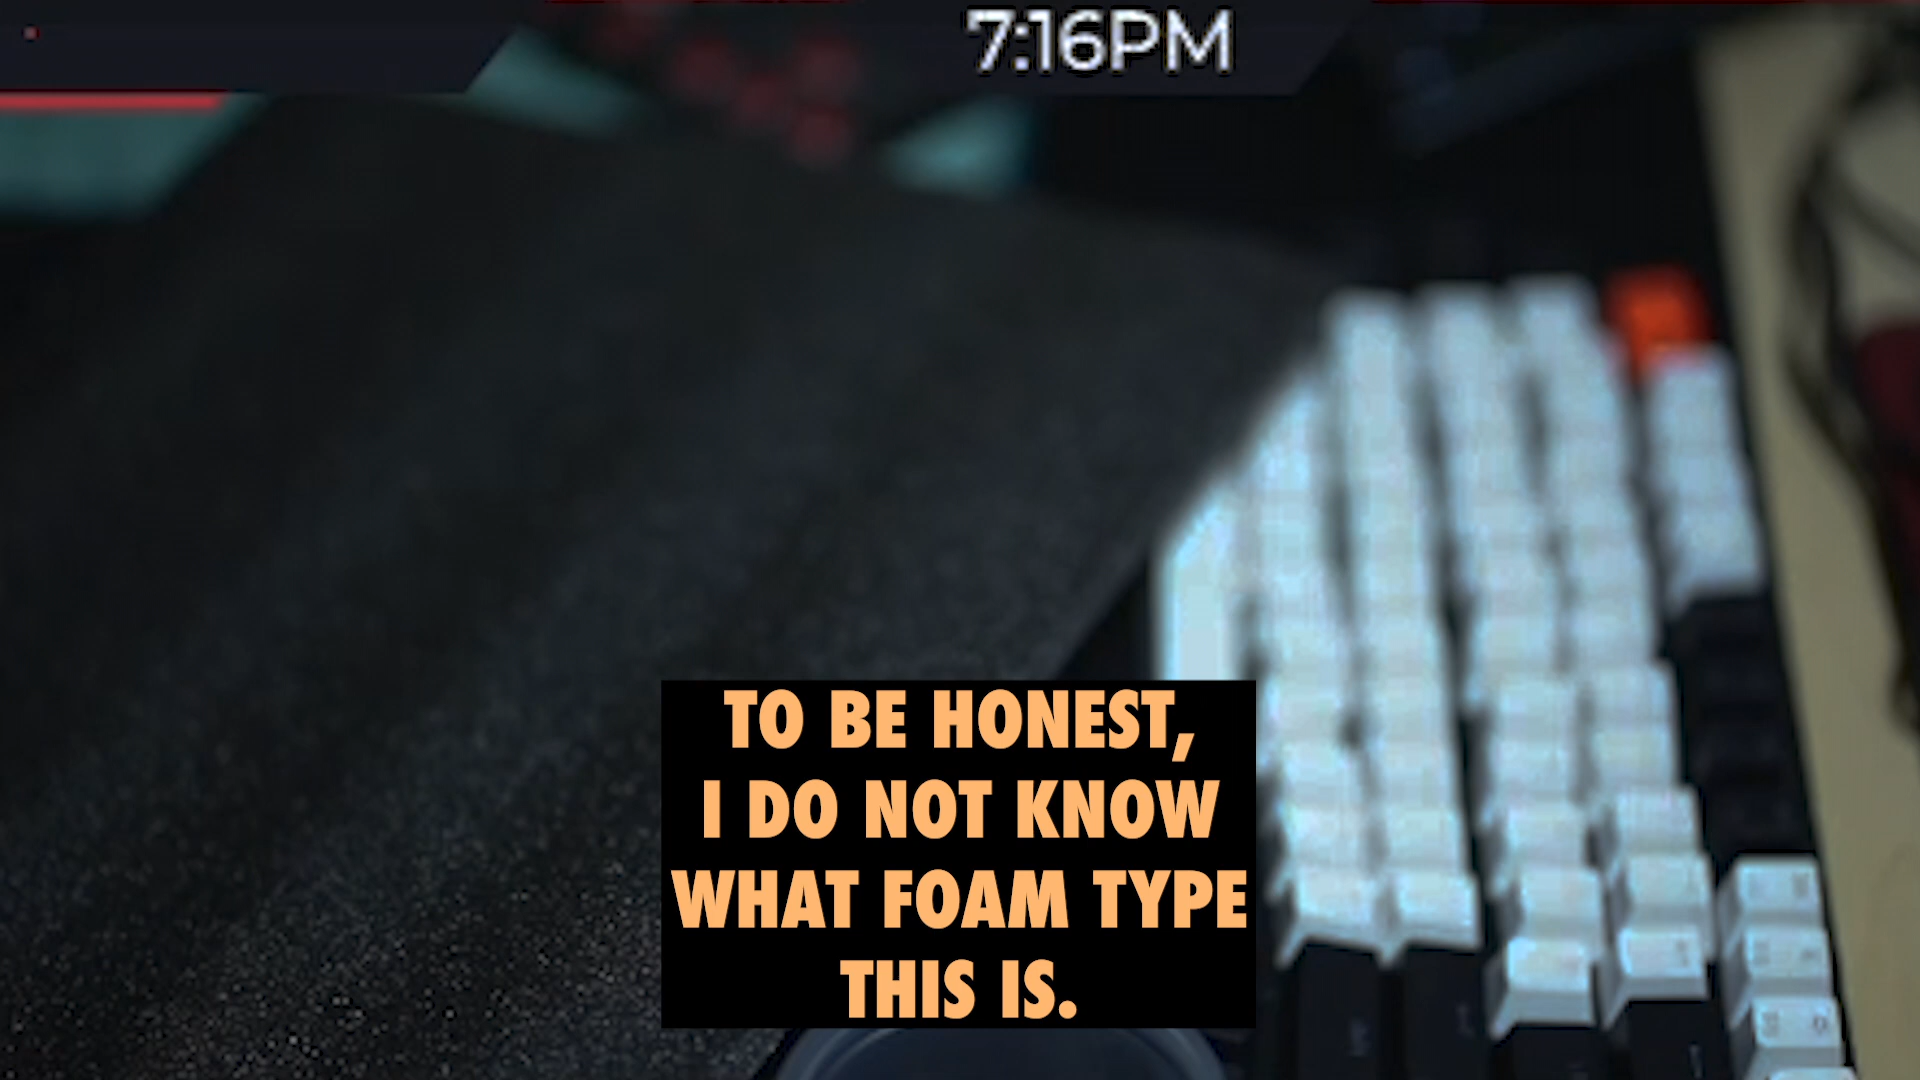 7:16PM
TO BE HONEST,
I DO NOT KNOW
WHAT FOAM TYPE
THIS IS.